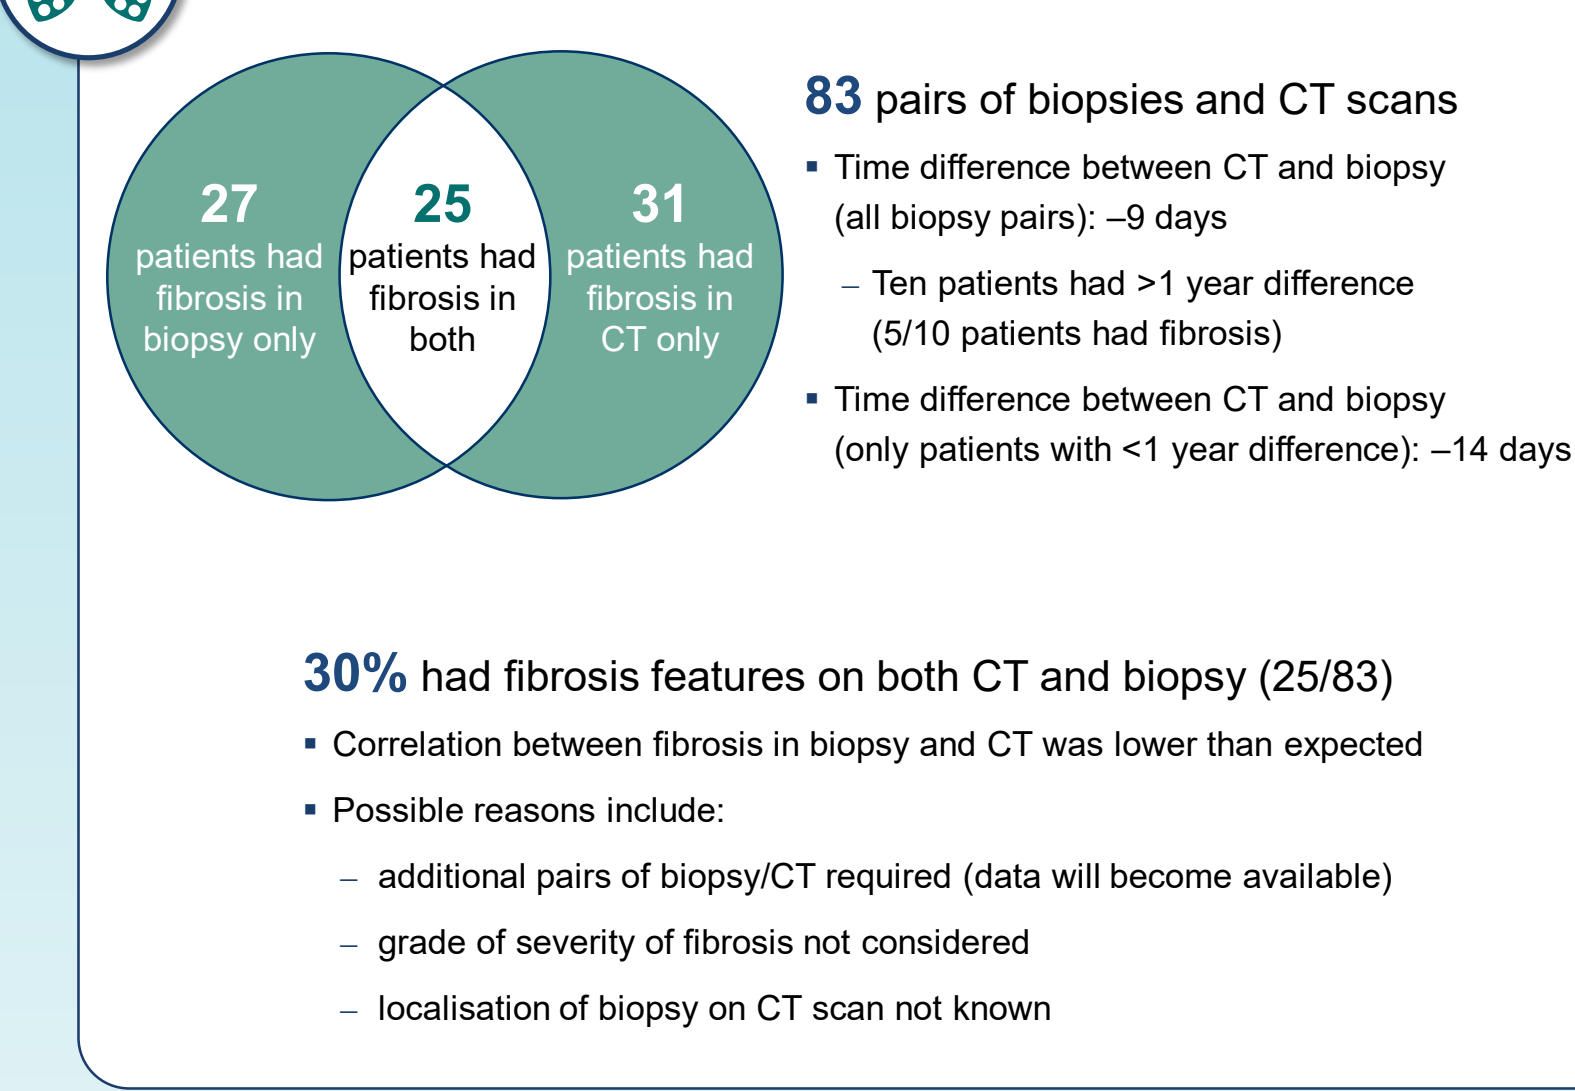 27
patients had
fibrosis in
biopsy only
25
patients had
fibrosis in
both
31
patients had
fibrosis in
CT only
83 pairs of biopsies and CT scans
▪ Time difference between CT and biopsy
(all biopsy pairs): –9 days
– Ten patients had >1 year difference
(5/10 patients had fibrosis)
▪ Time difference between CT and biopsy
(only patients with <1 year difference): –14 days
30% had fibrosis features on both CT and biopsy (25/83)
▪ Correlation between fibrosis in biopsy and CT was lower than expected
▪ Possible reasons include:
– additional pairs of biopsy/CT required (data will become available)
– grade of severity of fibrosis not considered
– localisation of biopsy on CT scan not known